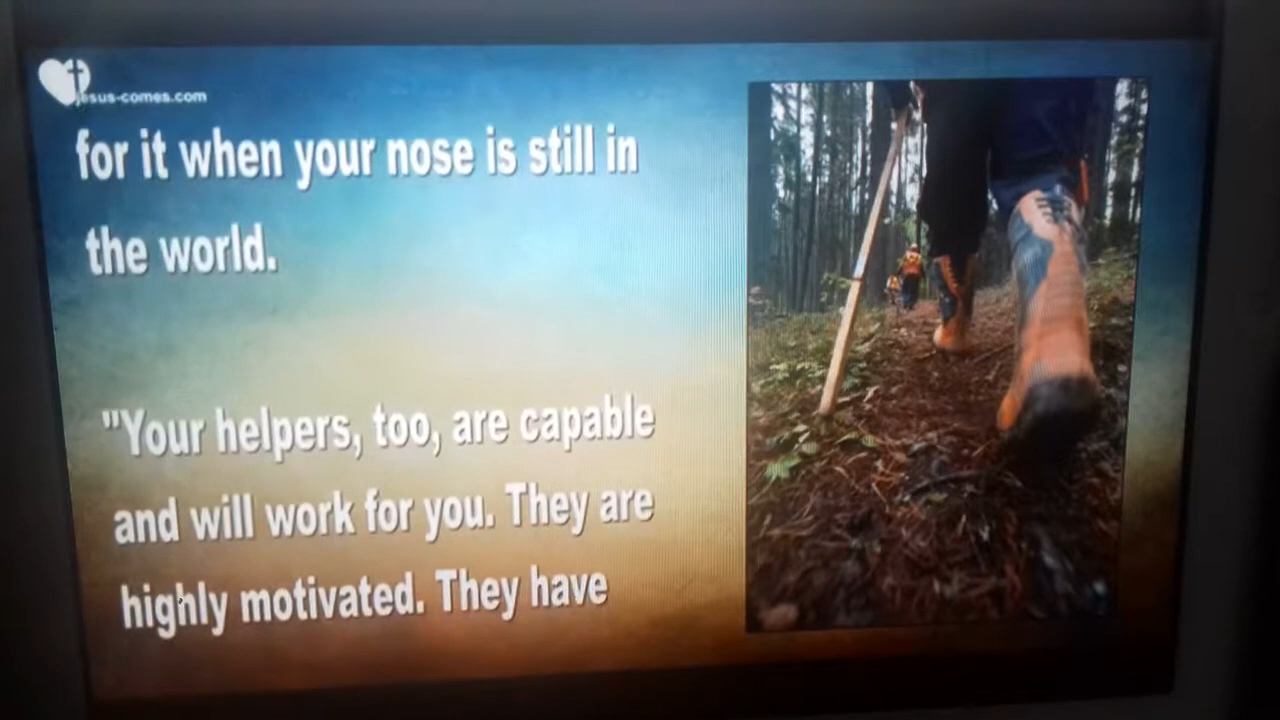 jesus-comes.com
for it when your nose is still in
the world.
"Your helpers, too, are capable
and will work for you. They are
highly motivated. They have